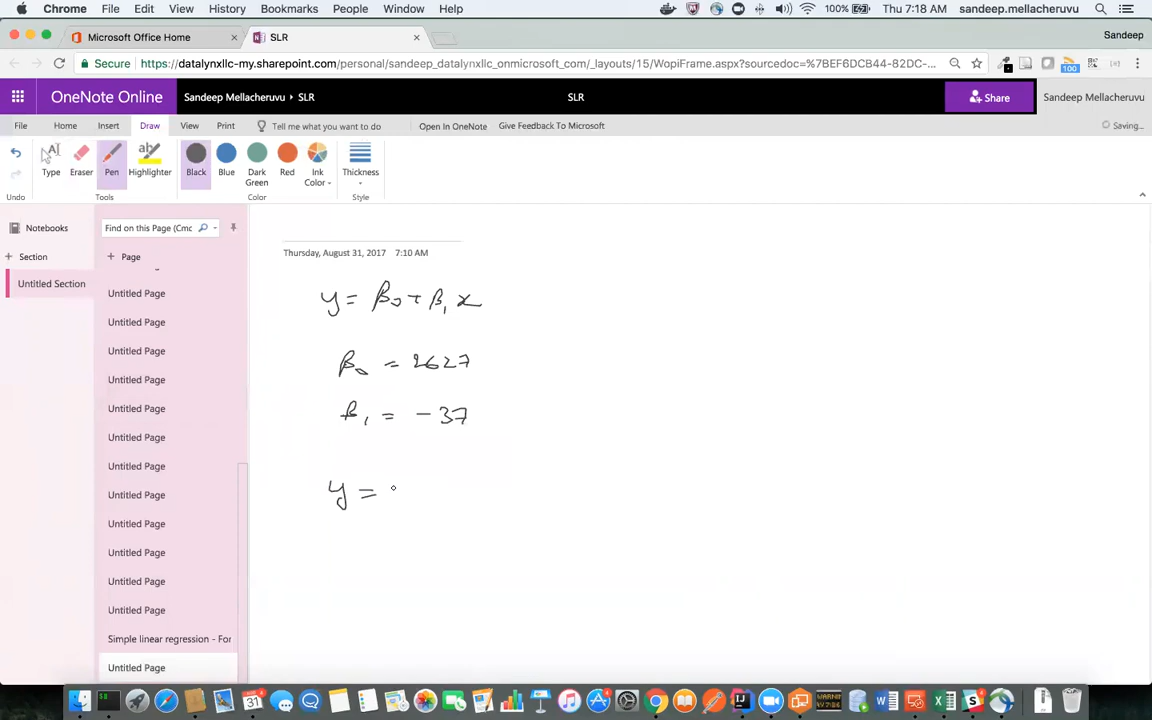 Chrome File Edit View History Bookmarks People Window Help 100% Thu 7:18 AM sandeep.mellacheruvu
Microsoft Office Home SLR Sandeep
Secure https://datalynxllc-my.sharepoint.com/personal/sandeep_datalynxllc_onmicrosoft_com/_layouts/15/WopiFrame.aspx?sourcedoc=%7BEF6DCB44-82DC-... 100
OneNote Online Sandeep Mellacheruvu SLR SLR Share Sandeep Mellacheruvu
File Home Insert Draw View Print Tell me what you want to do Open In OneNote Give Feedback To Microsoft Saving...
Type Eraser Pen Highlighter Black Blue Dark Green Red Ink Color Thickness
Undo Tools Color Style
Notebooks Find on this Page (Cmc
Section Page
Untitled Section
Untitled Page
Untitled Page
Untitled Page
Untitled Page
Untitled Page
Untitled Page
Untitled Page
Untitled Page
Untitled Page
Untitled Page
Untitled Page
Untitled Page
Simple linear regression - For
Untitled Page
Thursday, August 31, 2017 7:10 AM
y = β₀ + β₁ x
β₀ = 2627
β₁ = -37
y =